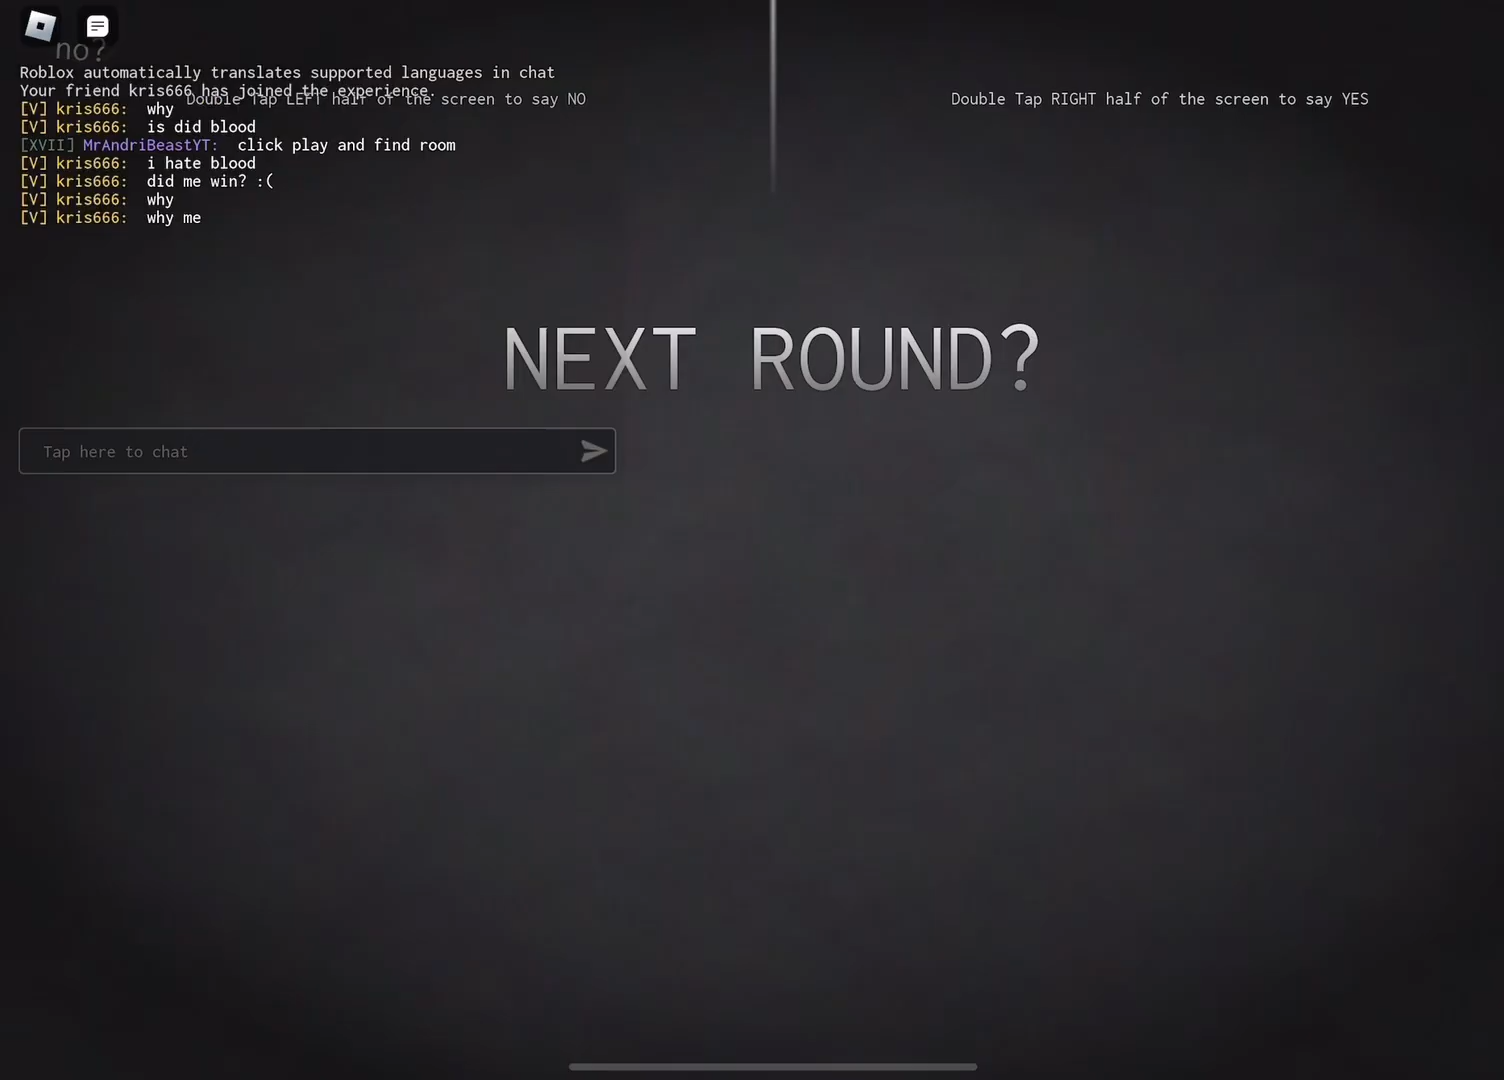 no?
Roblox automatically translates supported languages in chat
Your friend kris666 has joined the experience.
Double Tap LEFT half of the screen to say NO
Double Tap RIGHT half of the screen to say YES
[V] kris666: why
[V] kris666: is did blood
[XVII] MrAndriBeastYT: click play and find room
[V] kris666: i hate blood
[V] kris666: did me win? :(
[V] kris666: why
[V] kris666: why me
NEXT ROUND?
Tap here to chat